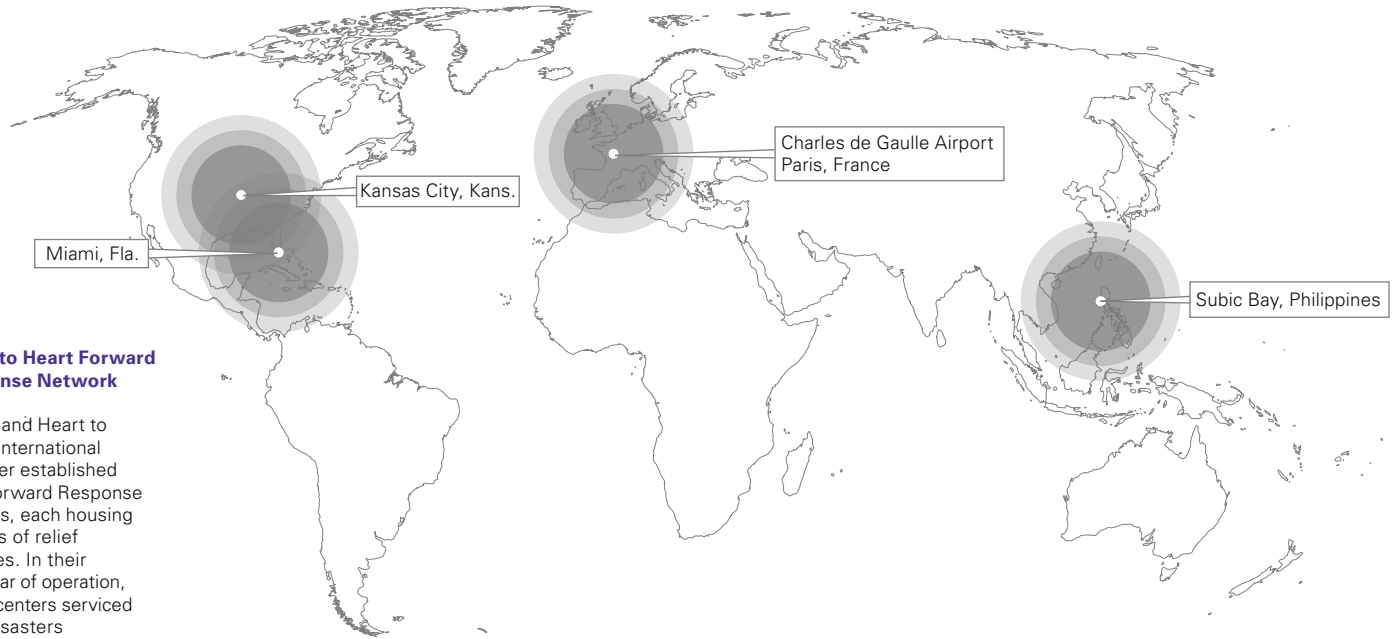 Charles de Gaulle Airport
Paris, France
Kansas City, Kans.
Miami, Fla.
Subic Bay, Philippines
to Heart Forward
nse Network
and Heart to
nternational
er established
orward Response
s, each housing
s of relief
es. In their
ar of operation,
centers serviced
sasters